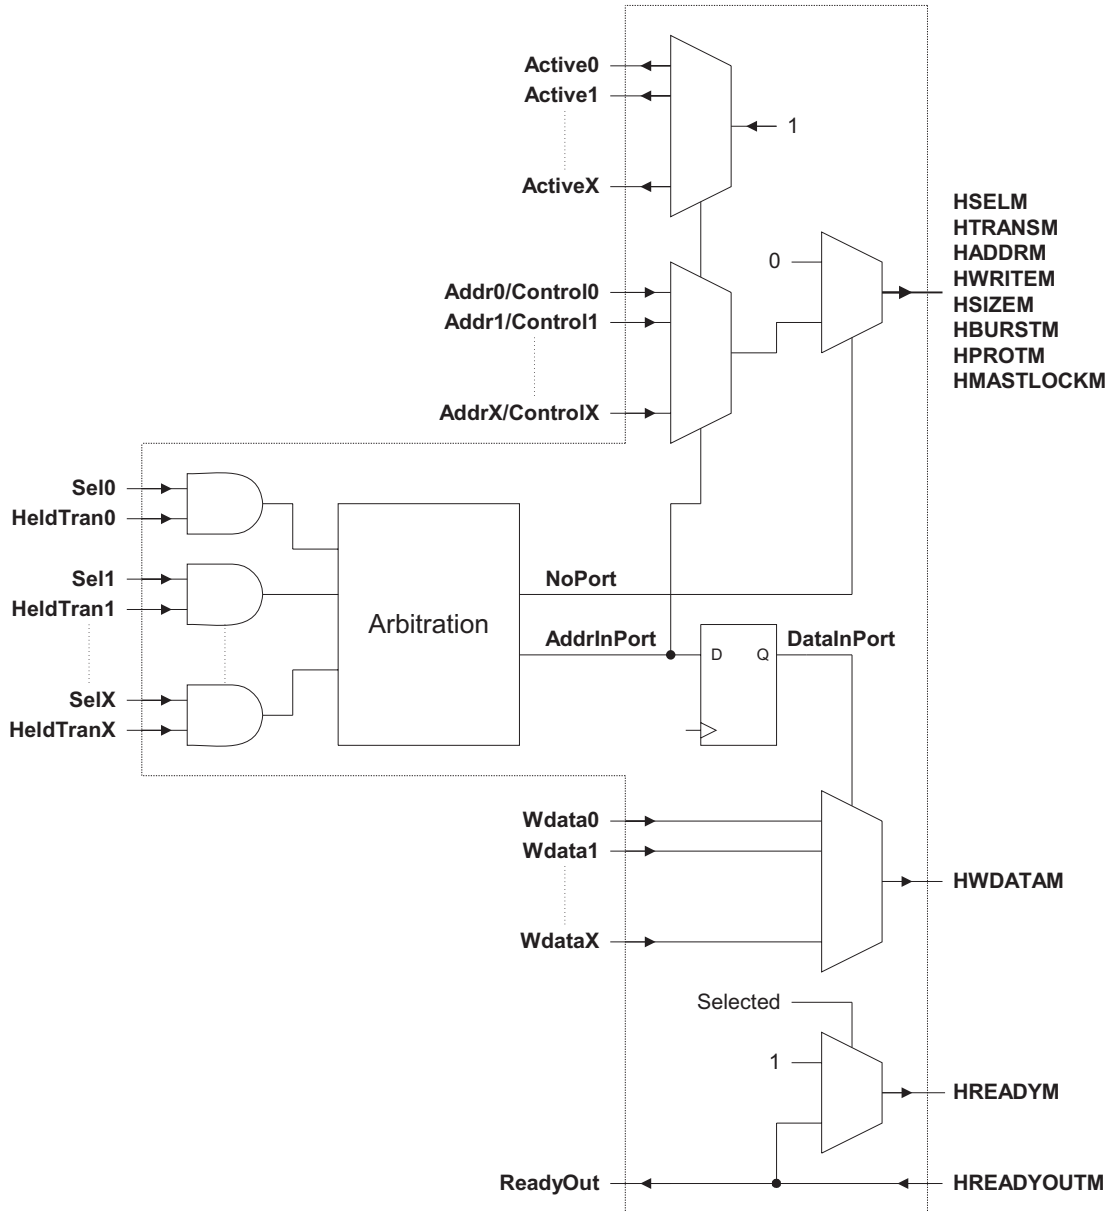 Active0
Active1
1
ActiveX
HSELM
HTRANSM
HADDRM
HWRITEM
HSIZEM
HBURSTM
HPROTM
HMASTLOCKM
0
Addr0/Control0
Addr1/Control1
AddrX/ControlX
Sel0
HeldTran0
Sel1
HeldTran1
SelX
HeldTranX
Arbitration
NoPort
AddrInPort
D Q
DataInPort
Wdata0
Wdata1
WdataX
HWDATAM
Selected
1
HREADYM
ReadyOut
HREADYOUTM